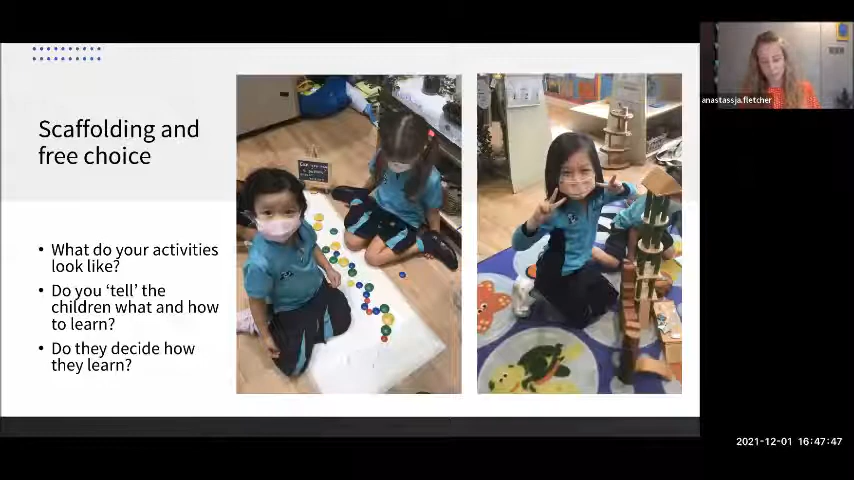 Scaffolding and
free choice
• What do your activities
look like?
• Do you ‘tell’ the
children what and how
to learn?
• Do they decide how
they learn?
anastassja.fletcher
2021-12-01 16:47:47